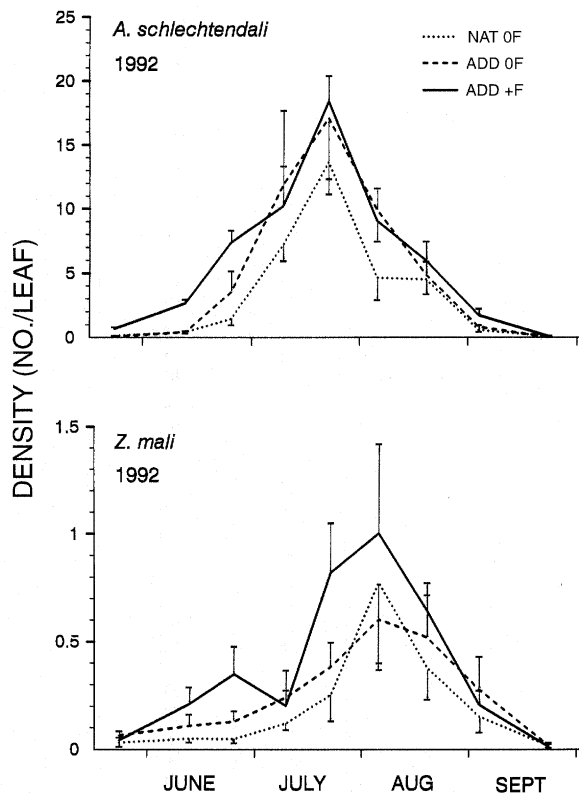 A. schlechtendali
1992
NAT 0F
ADD 0F
ADD +F
25
20
15
10
5
0
DENSITY (NO./LEAF)
Z. mali
1992
1.5
1
0.5
0
JUNE JULY AUG SEPT